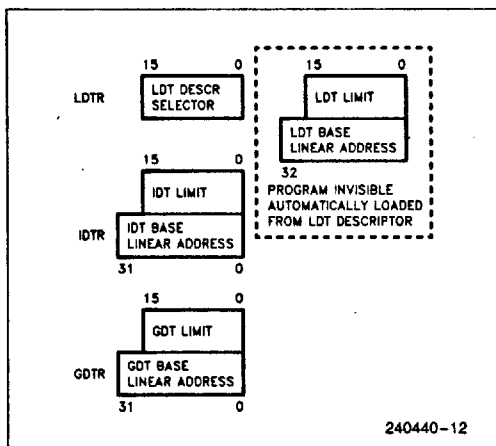 15 0
LDTR
LDT DESCR
SELECTOR
15 0
LDT LIMIT
LDT BASE
LINEAR ADDRESS
32
PROGRAM INVISIBLE
AUTOMATICALLY LOADED
FROM LDT DESCRIPTOR
15 0
IDTR
IDT LIMIT
IDT BASE
LINEAR ADDRESS
31 0
15 0
GDTR
GDT LIMIT
GDT BASE
LINEAR ADDRESS
31 0
240440-12